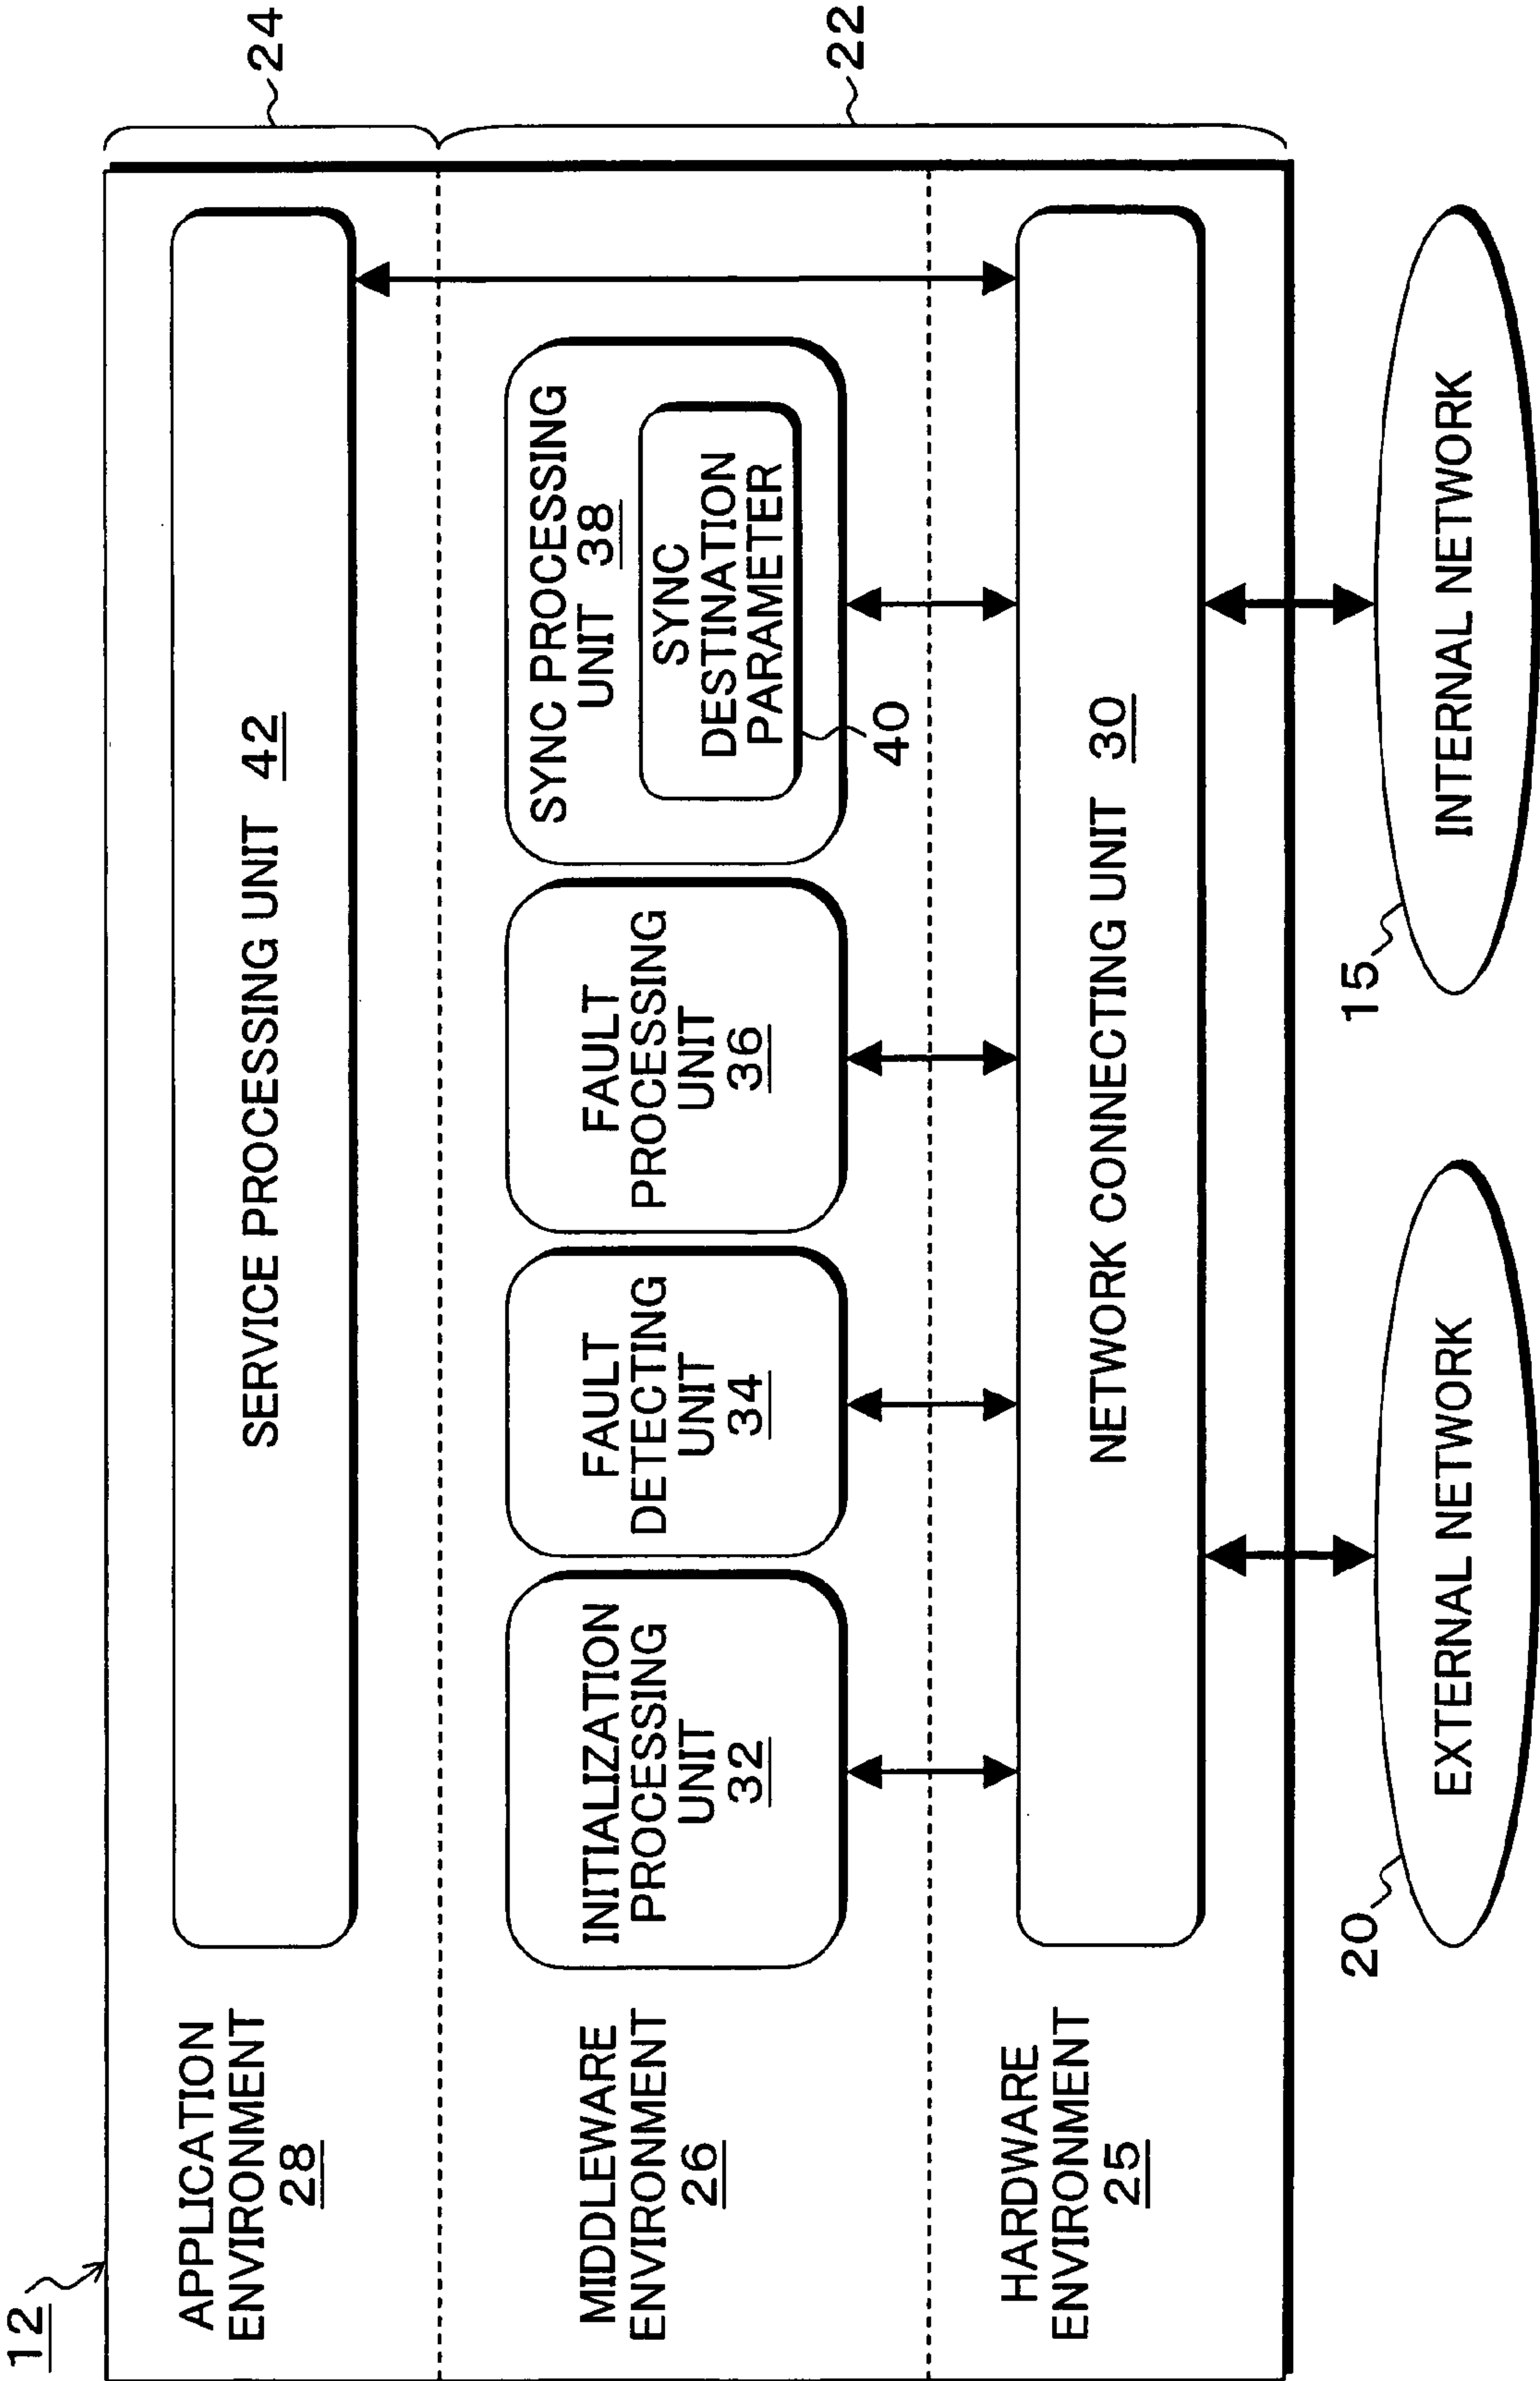 12
24
22
APPLICATION
ENVIRONMENT
28
SERVICE PROCESSING UNIT 42
MIDDLEWARE
ENVIRONMENT
26
INITIALIZATION
PROCESSING
UNIT
32
FAULT
DETECTING
UNIT
34
FAULT
PROCESSING
UNIT
36
SYNC PROCESSING
UNIT 38
SYNC
DESTINATION
PARAMETER
40
HARDWARE
ENVIRONMENT
25
NETWORK CONNECTING UNIT 30
20
EXTERNAL NETWORK
15
INTERNAL NETWORK